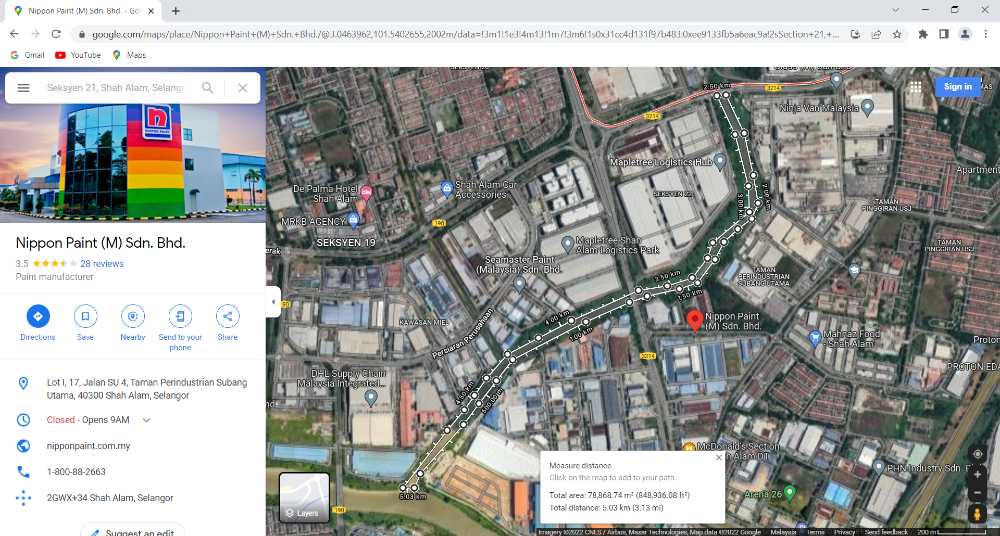 Nippon Paint (M) Sdn. Bhd. - Goo
google.com/maps/place/Nippon+Paint+(M)+Sdn.+Bhd./@3.0463962,101.5402655,2002m/data=!3m1!1e3!4m13!1m7!3m6!1s0x31cc4d131f97b483:0xee9133fb5a6eac9a!2sSection+21,+...
Gmail
YouTube
Maps
Seksyen 21, Shah Alam, Selango
n
NIPPON PAINT
Nippon Paint (M) Sdn. Bhd.
3.5
28 reviews
Paint manufacturer
Directions
Save
Nearby
Send to your
phone
Share
Lot I, 17, Jalan SU 4, Taman Perindustrian Subang
Utama, 40300 Shah Alam, Selangor
Closed · Opens 9AM
nipponpaint.com.my
1-800-88-2663
2GWX+34 Shah Alam, Selangor
Suggest an edit
SEKSYEN 20
Glass (M) Sdn Bhd
2.50 km
3214
Sign in
MAS
Ninja Van Malaysia
3214
Mapletree Logistics Hub
Apartment
De Palma Hotel
Shah Alam
Shah Alam Car
Accessories
SEKSYEN 22
2.00 km
3.00 km
TAMAN
PINGGIRAN USJ
MRKB AGENCY
190
SEKSYEN 19
erak
Mapletree Shah
Alam Logistics Park
TAMAN
PINGGIRAN USJ
Seamaster Paint
(Malaysia) Sdn. Bhd.
3.50 km
TAMAN
PERINDUSTRIAN
SUBANG UTAMA
1.50 km
190
KAWASAN MIEL
4.00 km
1.00 km
Nippon Paint
(M) Sdn. Bhd.
Persiaran Perusahaan
Mahnaz Food
- Shah Alam
Proton
3214
PROTON EDA
DHL Supply Chain
Malaysia Integrated...
4.50 km
500.00 m
nd
McDonald's Section
h Alam DT
5.03 km
190
Layers
Measure distance
Click on the map to add to your path
Total area: 78,868.74 m² (848,936.08 ft²)
Total distance: 5.03 km (3.13 mi)
PHN Industry Sdn. B
Arena 26
Imagery ©2022 CNES / Airbus, Maxar Technologies, Map data ©2022 Google
Malaysia
Terms
Privacy
Send feedback
200 m